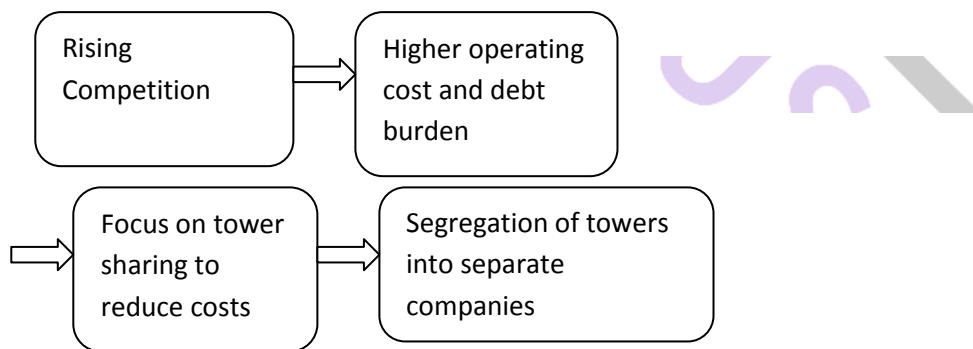 Rising
Competition
Higher operating
cost and debt
burden
Focus on tower
sharing to
reduce costs
Segregation of towers
into separate
companies